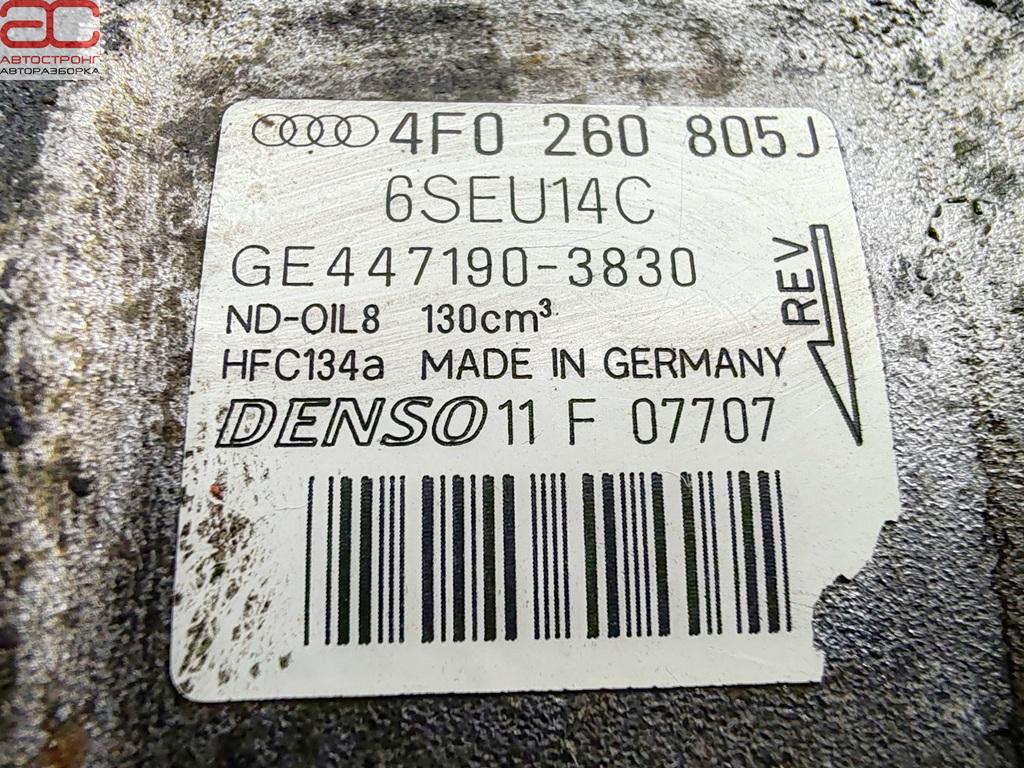 АС
АВТОСТРОНГ
АВТОРАЗБОРКА
4F0 260 805J
6SEU14C
GE447190-3830
ND-OIL8 130cm³
HFC134a MADE IN GERMANY
DENSO 11 F 07707
REV